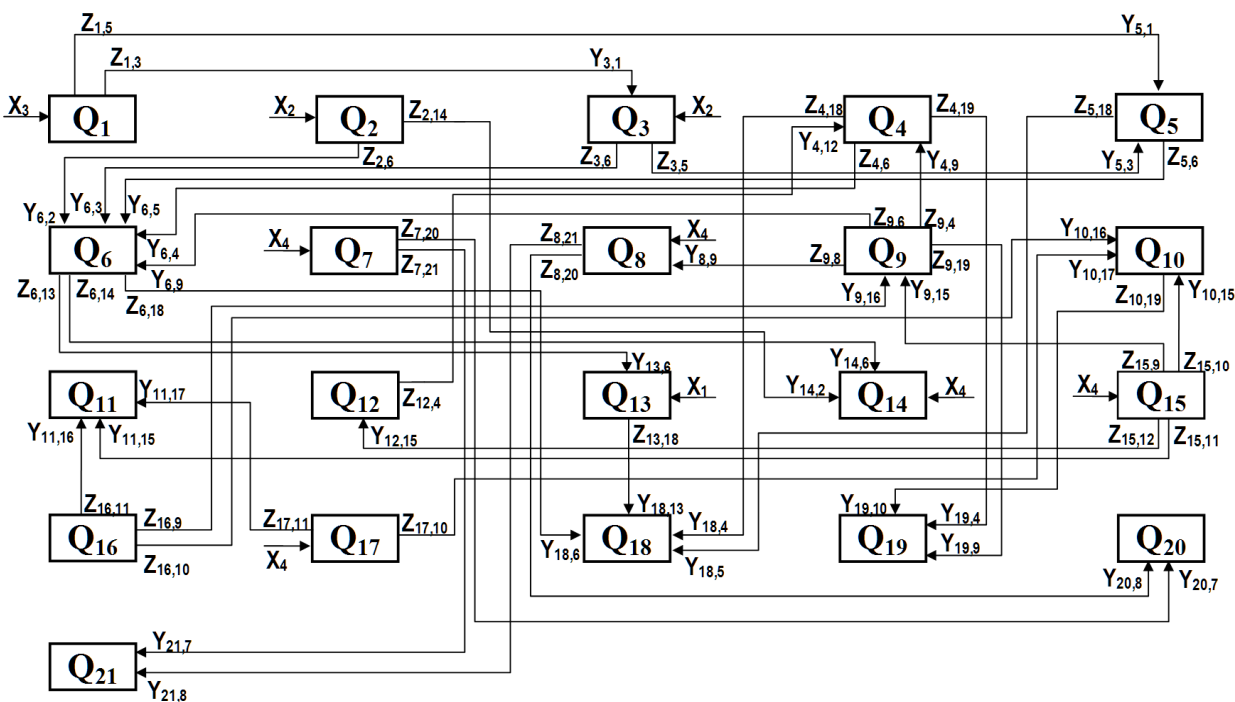 Z1,5
Y5,1
Z1,3
Y3,1
X3
Q1
X2
Q2
Z2,14
Q3
X2
Z4,18
Q4
Z4,19
Z5,18
Q5
Y4,12
Z2,6
Z3,6
Z3,5
Z4,6
Y4,9
Y5,3
Z5,6
Y6,2
Y6,3
Y6,5
Z9,6
Z9,4
Q6
Y6,4
X4
Q7
Z7,20
Z8,21
Q8
X4
Q9
Y10,16
Q10
Z7,21
Z8,20
Y8,9
Z9,8
Z9,19
Y10,17
Y6,9
Z6,13
Z6,14
Z6,18
Y9,16
Y9,15
Z10,19
Y10,15
Y13,6
Y14,6
Z15,9
Z15,10
Q11
Y11,17
Q12
Z12,4
Q13
X1
Y14,2
Q14
X4
X4
Q15
Y11,16
Y11,15
Y12,15
Z13,18
Z15,12
Z15,11
Z16,11
Y18,13
Y19,10
Q16
Z16,9
Z17,11
Q17
Z17,10
Q18
Y18,4
Q19
Y19,4
Q20
Z16,10
X4
Y18,6
Y18,5
Y19,9
Y20,8
Y20,7
Y21,7
Q21
Y21,8